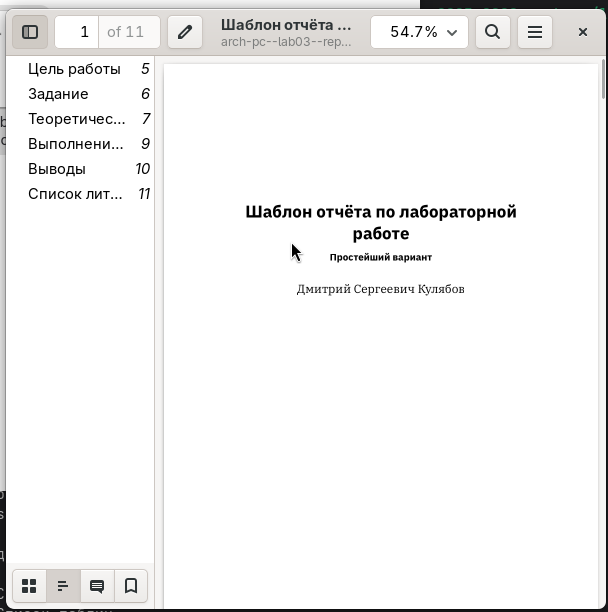 1 of 11
Шаблон отчёта ...
arch-pc--lab03--rep...
54.7%
Цель работы 5
Задание 6
Теоретичес... 7
Выполнени... 9
Выводы 10
Список лит... 11
Шаблон отчёта по лабораторной
работе
Простейший вариант
Дмитрий Сергеевич Кулябов